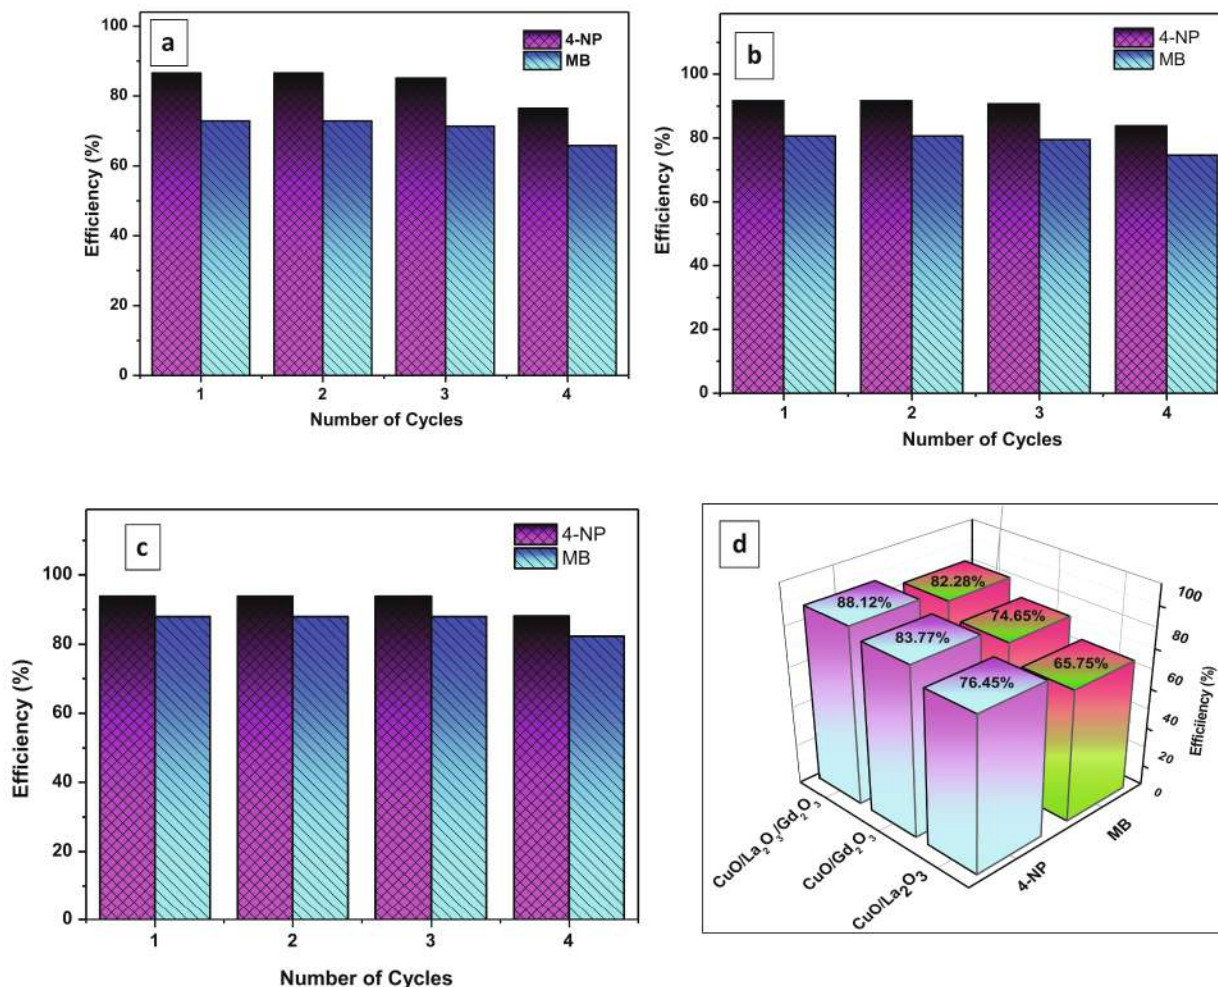 a
4-NP
MB
100
80
60
40
20
0
Efficiency (%)
1 2 3 4
Number of Cycles
b
4-NP
MB
100
80
60
40
20
0
Efficiency (%)
1 2 3 4
Number of Cycles
c
4-NP
MB
100
80
60
40
20
0
Efficiency (%)
1 2 3 4
Number of Cycles
d
82.28%
88.12%
74.65%
83.77%
65.75%
76.45%
100
80
60
40
20
0
Efficiiency (%)
CuO/La₂O₃/Gd₂O₃
CuO/Gd₂O₃
CuO/La₂O₃
4-NP
MB